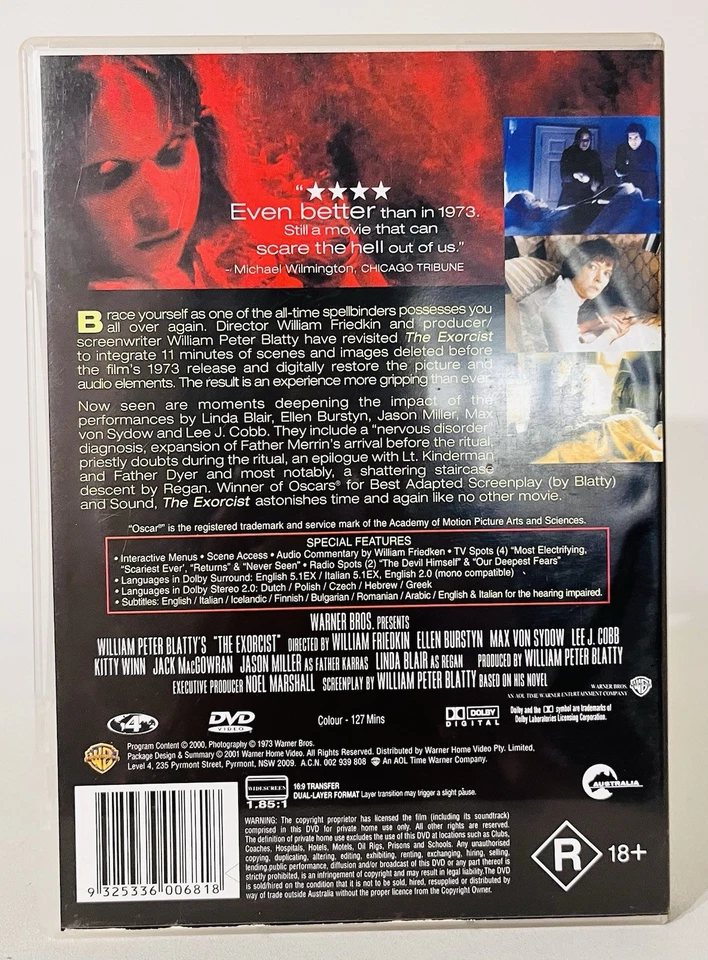 "★★★★
Even better than in 1973.
Still a movie that can
scare the hell out of us."
- Michael Wilmington, CHICAGO TRIBUNE
Brace yourself as one of the all-time spellbinders possesses you
all over again. Director William Friedkin and producer/
screenwriter William Peter Blatty have revisited The Exorcist
to integrate 11 minutes of scenes and images deleted before
the film's 1973 release and digitally restore the picture and
audio elements. The result is an experience more gripping than ever.
Now seen are moments deepening the impact of the
performances by Linda Blair, Ellen Burstyn, Jason Miller, Max
von Sydow and Lee J. Cobb. They include a "nervous disorder"
diagnosis, expansion of Father Merrin's arrival before the ritual,
priestly doubts during the ritual, an epilogue with Lt. Kinderman
and Father Dyer and most notably, a shattering staircase
descent by Regan. Winner of Oscars® for Best Adapted Screenplay (by Blatty)
and Sound, The Exorcist astonishes time and again like no other movie.
"Oscar®" is the registered trademark and service mark of the Academy of Motion Picture Arts and Sciences.
SPECIAL FEATURES
• Interactive Menus • Scene Access • Audio Commentary by William Friedken • TV Spots (4) "Most Electrifying,
"Scariest Ever', "Returns" & "Never Seen" • Radio Spots (2) "The Devil Himself" & "Our Deepest Fears"
• Languages in Dolby Surround: English 5.1EX / Italian 5.1EX, English 2.0 (mono compatible)
• Languages in Dolby Stereo 2.0: Dutch / Polish / Czech / Hebrew / Greek
• Subtitles: English / Italian / Icelandic / Finnish / Bulgarian / Romanian / Arabic / English & Italian for the hearing impaired.
WARNER BROS. PRESENTS
WILLIAM PETER BLATTY'S "THE EXORCIST" DIRECTED BY WILLIAM FRIEDKIN ELLEN BURSTYN MAX VON SYDOW LEE J. COBB
KITTY WINN JACK MACGOWRAN JASON MILLER AS FATHER KARRAS LINDA BLAIR AS REGAN PRODUCED BY WILLIAM PETER BLATTY
EXECUTIVE PRODUCER NOEL MARSHALL SCREENPLAY BY WILLIAM PETER BLATTY BASED ON HIS NOVEL
WARNER BROS.
AN AOL TIME WARNER ENTERTAINMENT COMPANY
4
DVD
VIDEO
Colour - 127 Mins
DOLBY
DIGITAL
Dolby and the DD symbol are trademarks of
Dolby Laboratories Licensing Corporation.
Program Content © 2000, Photography © 1973 Warner Bros.
Package Design & Summary © 2001 Warner Home Video. All Rights Reserved. Distributed by Warner Home Video Pty. Limited,
Level 4, 235 Pyrmont Street, Pyrmont, NSW 2009. A.C.N. 002 939 808 An AOL Time Warner Company.
WIDESCREEN
1.85:1
16:9 TRANSFER
DUAL-LAYER FORMAT Layer transition may trigger a slight pause.
AUSTRALIA
WARNING: The copyright proprietor has licensed the film (including its soundtrack)
comprised in this DVD for private home use only. All other rights are reserved.
The definition of private home use excludes the use of this DVD at locations such as Clubs,
Coaches, Hospitals, Hotels, Motels, Oil Rigs, Prisons and Schools. Any unauthorised
copying, duplicating, altering, editing, exhibiting, renting, exchanging, hiring, selling,
lending,public performance, diffusion and/or broadcast of this DVD or any part thereof is
strictly prohibited, is an infringement of copyright and may result in legal liability.The DVD
is sold/hired on the condition that it is not to be sold, hired, resupplied or distributed by
way of trade outside Australia without the proper licence from the Copyright Owner.
R 18+
9 325336 006818